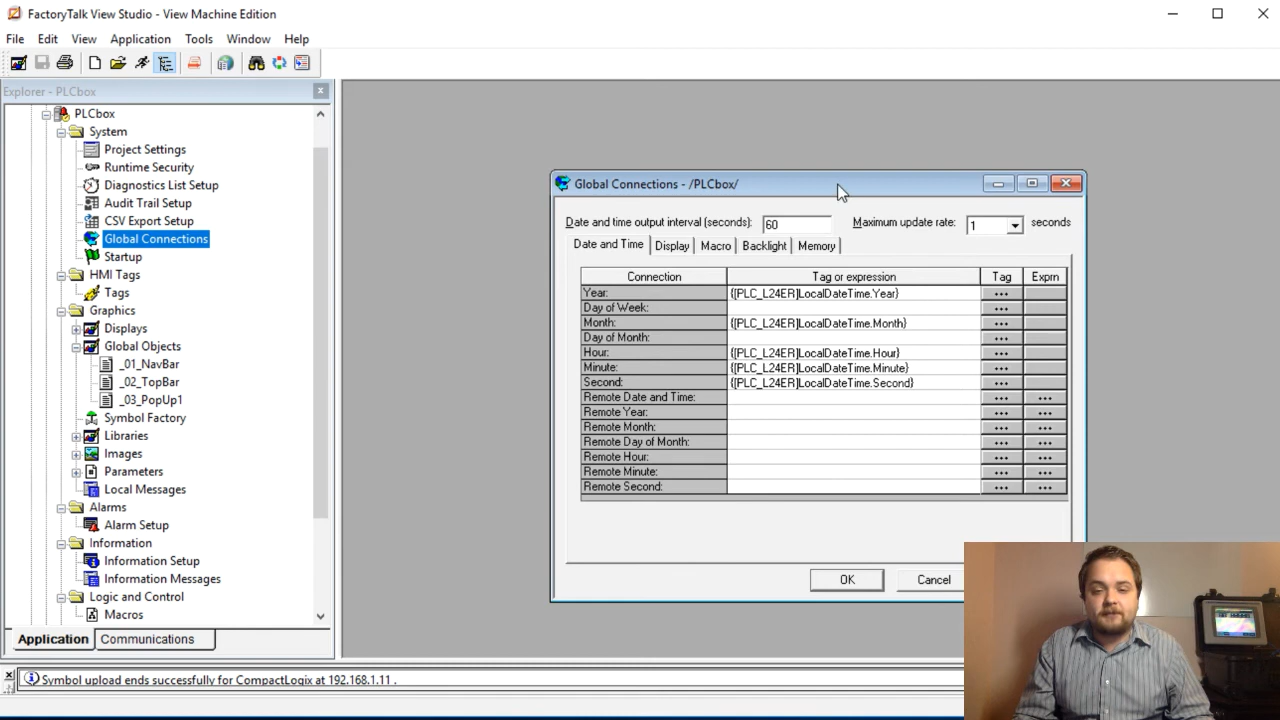 FactoryTalk View Studio - View Machine Edition
File Edit View Application Tools Window Help
Explorer - PLCbox
PLCbox
System
Project Settings
Runtime Security
Diagnostics List Setup
Audit Trail Setup
CSV Export Setup
Global Connections
Startup
HMI Tags
Tags
Graphics
Displays
Global Objects
_01_NavBar
_02_TopBar
_03_PopUp1
Symbol Factory
Libraries
Images
Parameters
Local Messages
Alarms
Alarm Setup
Information
Information Setup
Information Messages
Logic and Control
Macros
Application Communications
Global Connections - /PLCbox/
Date and time output interval (seconds): 60 Maximum update rate: 1 seconds
Date and Time Display Macro Backlight Memory
Connection Tag or expression Tag Exprn
Year: {[PLC_L24ER]LocalDateTime.Year} ...
Day of Week: ...
Month: {[PLC_L24ER]LocalDateTime.Month} ...
Day of Month: ...
Hour: {[PLC_L24ER]LocalDateTime.Hour} ...
Minute: {[PLC_L24ER]LocalDateTime.Minute} ...
Second: {[PLC_L24ER]LocalDateTime.Second} ...
Remote Date and Time: ... ...
Remote Year: ... ...
Remote Month: ... ...
Remote Day of Month: ... ...
Remote Hour: ... ...
Remote Minute: ... ...
Remote Second: ... ...
OK Cancel
Symbol upload ends successfully for CompactLogix at 192.168.1.11 .